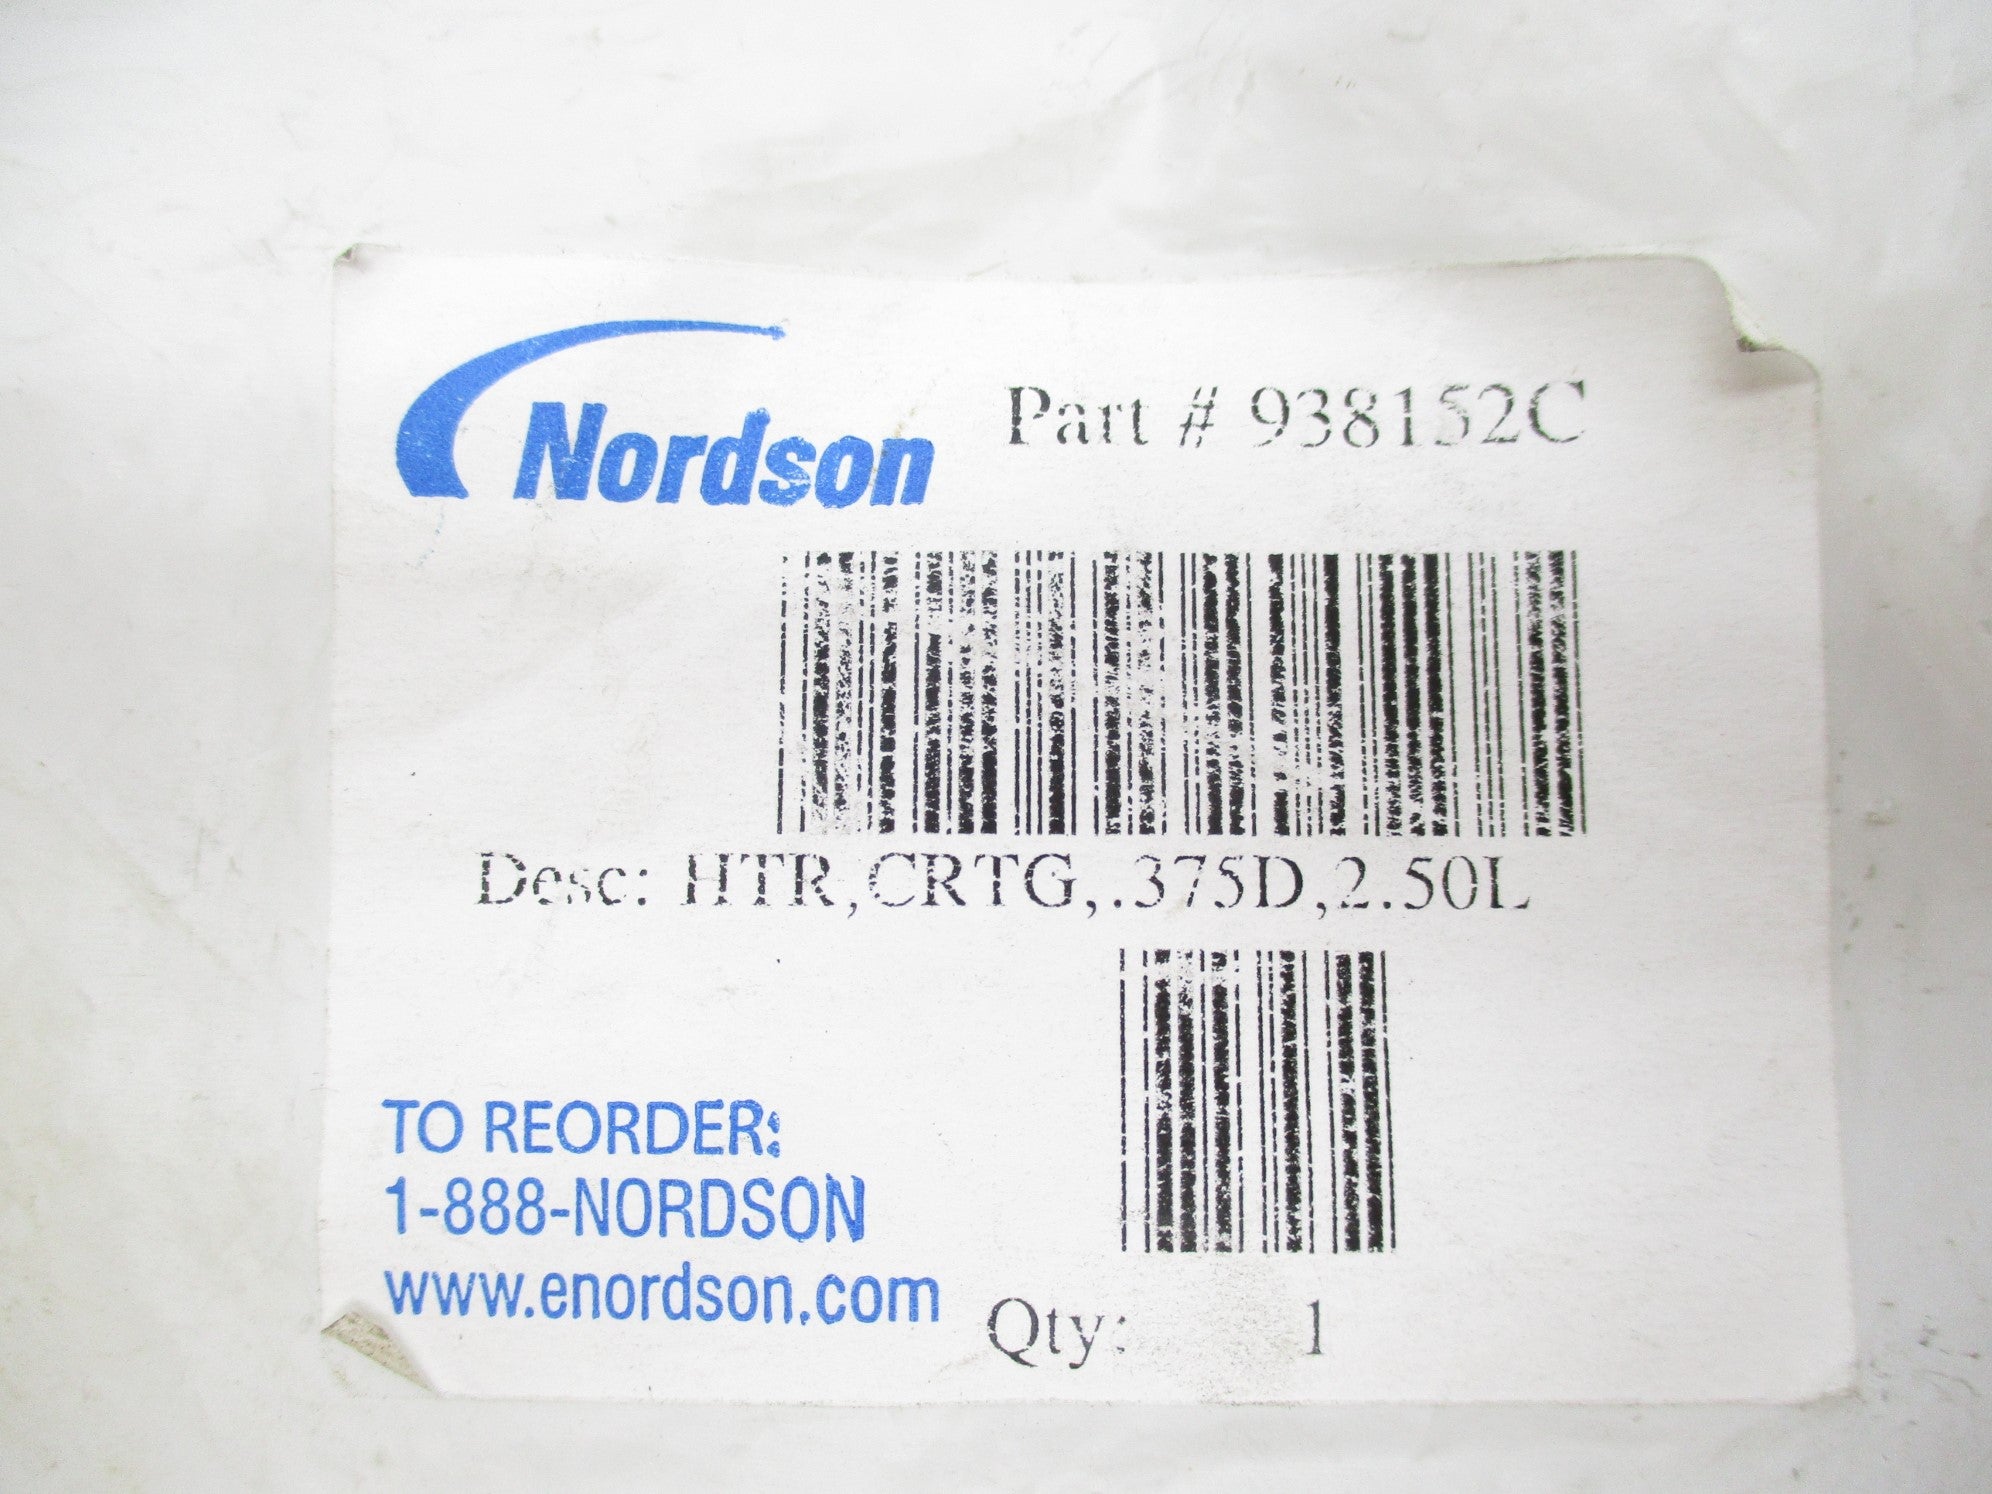 Nordson
Part # 938152C
Desc: HTR,CRTG,.375D,2.50L
TO REORDER:
1-888-NORDSON
www.enordson.com
Qty: 1